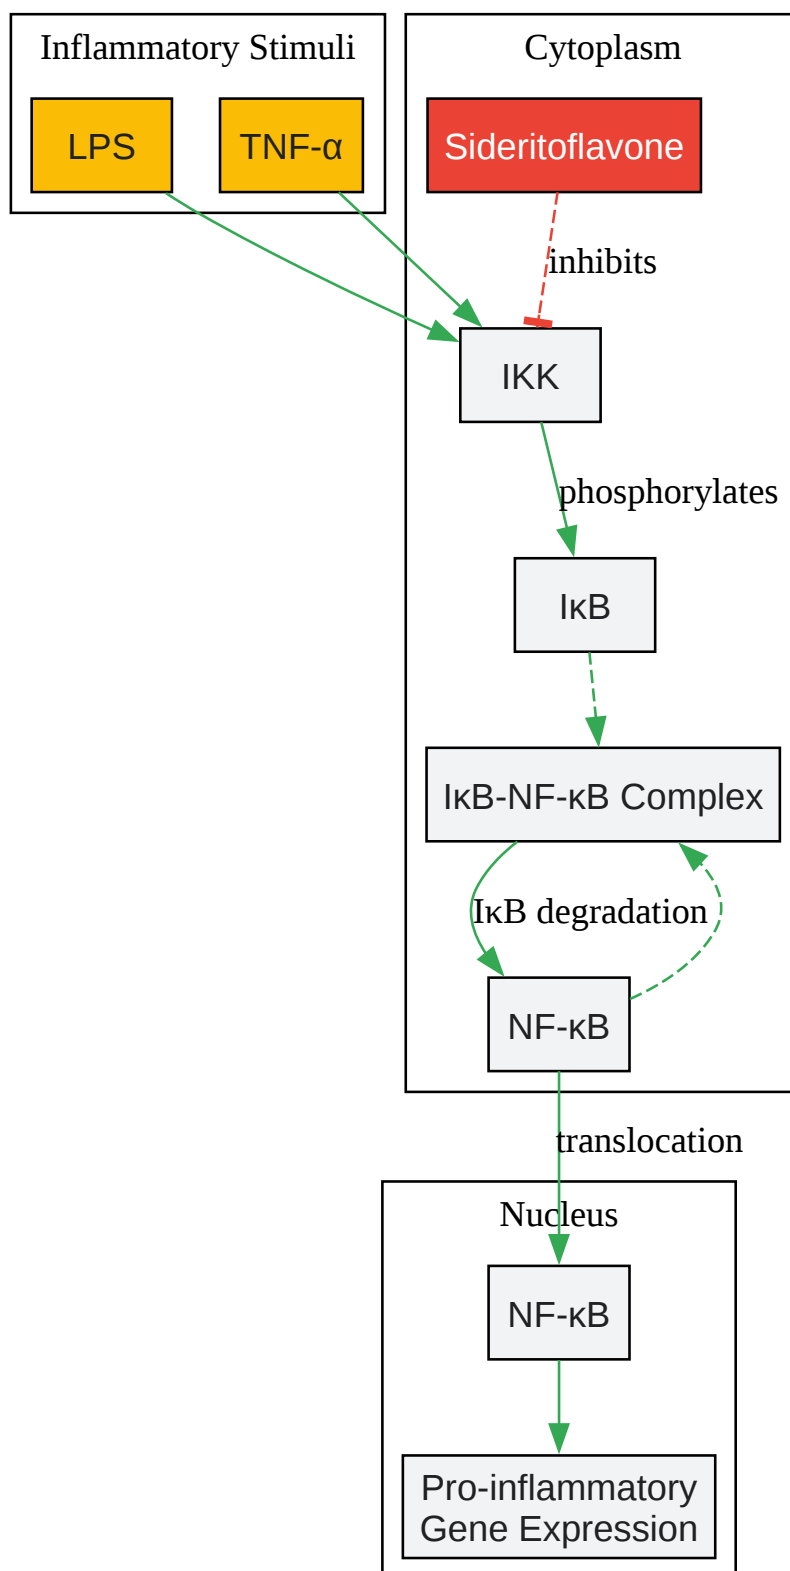 Inflammatory Stimuli
Cytoplasm
LPS
TNF-α
Sideritoflavone
inhibits
IKK
phosphorylates
IκB
IκB-NF-κB Complex
IκB degradation
NF-κB
translocation
Nucleus
NF-κB
Pro-inflammatory
Gene Expression